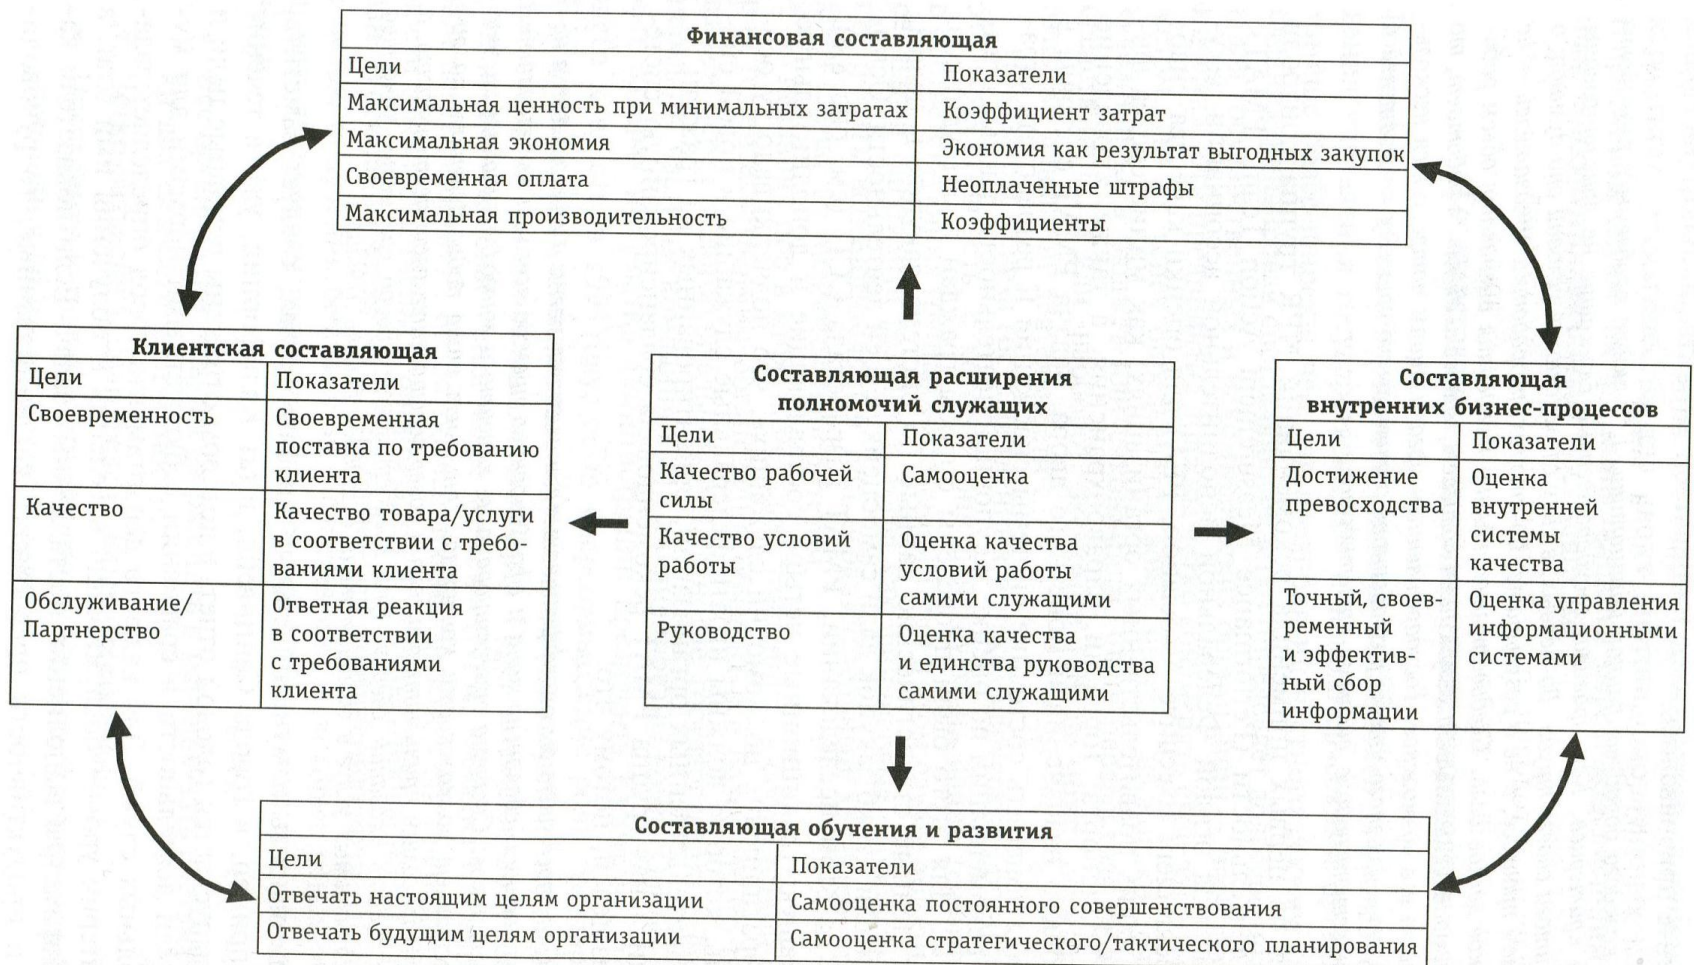 Финансовая составляющая
Цели
Показатели
Максимальная ценность при минимальных затратах
Коэффициент затрат
Максимальная экономия
Экономия как результат выгодных закупок
Своевременная оплата
Неоплаченные штрафы
Максимальная производительность
Коэффициенты
Клиентская составляющая
Цели
Показатели
Своевременность
Своевременная
поставка по требованию
клиента
Качество
Качество товара/услуги
в соответствии с требо-
ваниями клиента
Обслуживание/
Партнерство
Ответная реакция
в соответствии
с требованиями
клиента
Составляющая расширения
полномочий служащих
Цели
Показатели
Качество рабочей
силы
Самооценка
Качество условий
работы
Оценка качества
условий работы
самими служащими
Руководство
Оценка качества
и единства руководства
самими служащими
Составляющая
внутренних бизнес-процессов
Цели
Показатели
Достижение
превосходства
Оценка
внутренней
системы
качества
Точный, своев-
ременный
и эффектив-
ный сбор
информации
Оценка управления
информационными
системами
Составляющая обучения и развития
Цели
Показатели
Отвечать настоящим целям организации
Самооценка постоянного совершенствования
Отвечать будущим целям организации
Самооценка стратегического/тактического планирования